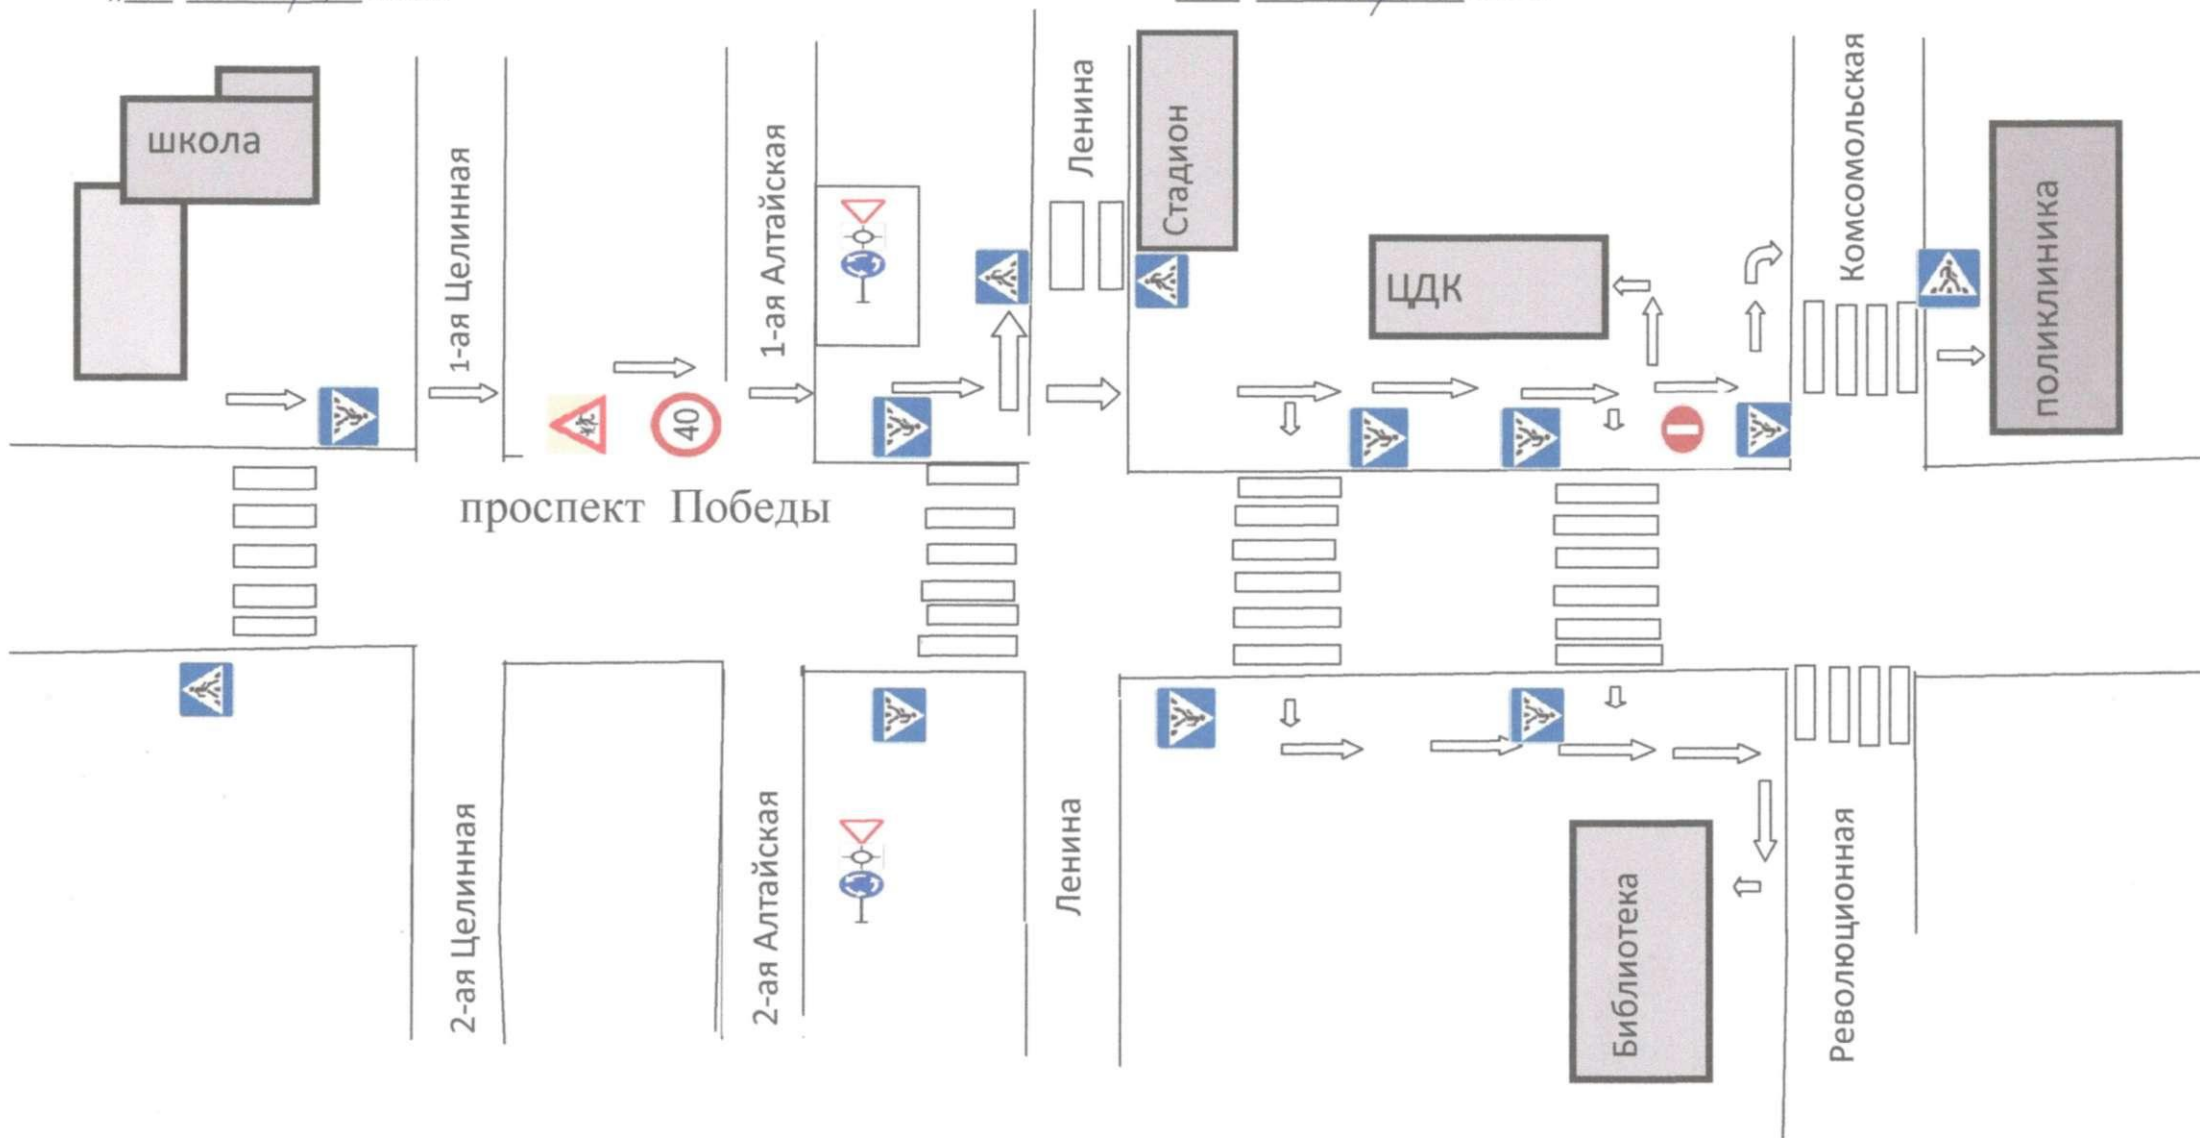 школа
1-ая Целинная
1-ая Алтайская
Ленина
Стадион
ЦДК
Комсомольская
поликлиника
40
проспект Победы
2-ая Целинная
2-ая Алтайская
Ленина
Библиотека
Революционная